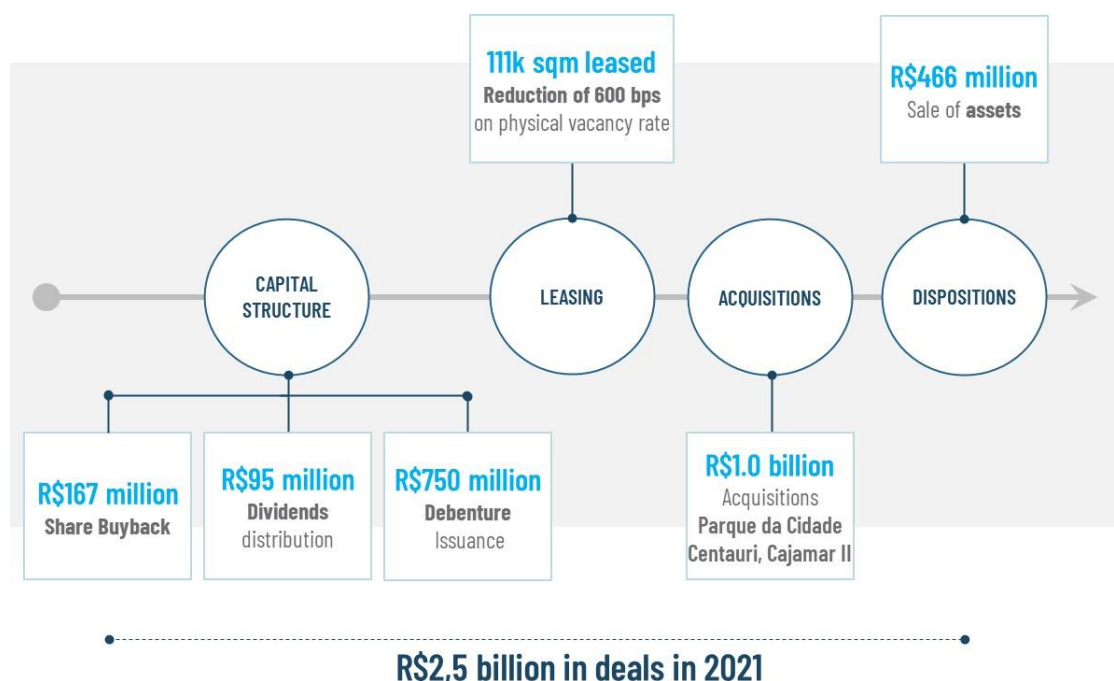 111k sqm leased
Reduction of 600 bps
on physical vacancy rate
R$466 million
Sale of assets
CAPITAL
STRUCTURE
LEASING
ACQUISITIONS
DISPOSITIONS
R$167 million
Share Buyback
R$95 million
Dividends
distribution
R$750 million
Debenture
Issuance
R$1.0 billion
Acquisitions
Parque da Cidade
Centauri, Cajamar II
R$2,5 billion in deals in 2021